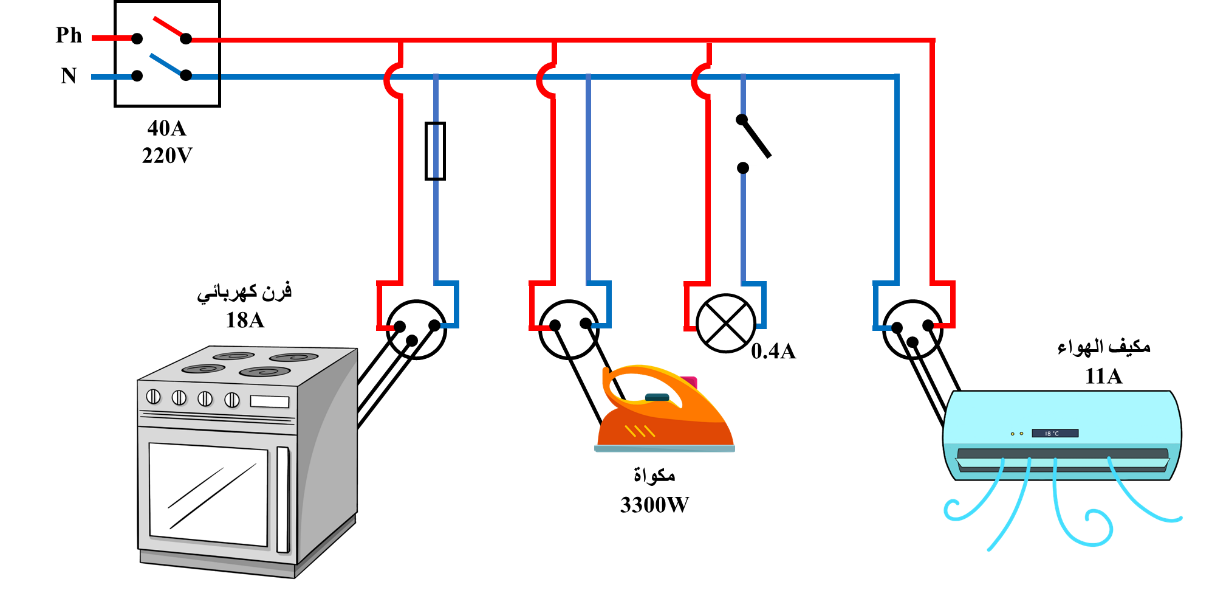 Ph
N
40A
220V
فرن كهربائي
18A
مكواة
3300W
0.4A
مكيف الهواء
11A
18 °C